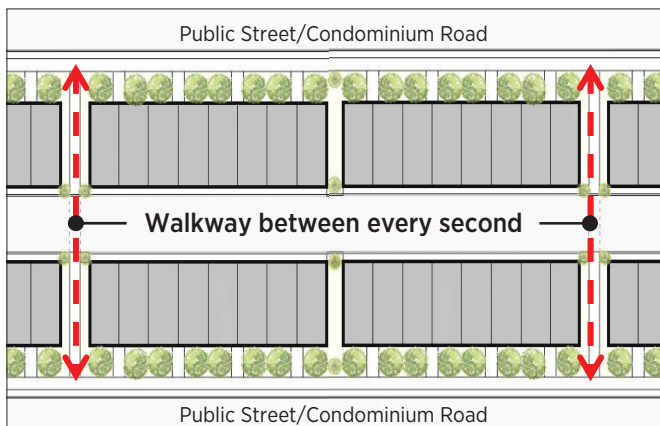 Public Street/Condominium Road
Walkway between every second
Public Street/Condominium Road